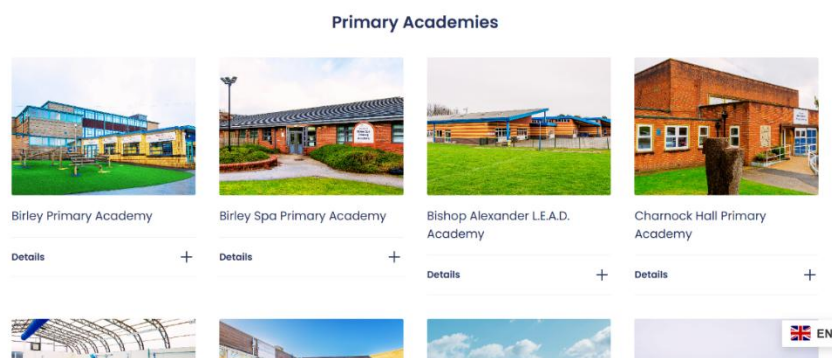 Primary Academies
Birley Primary Academy
Birley Spa Primary Academy
Bishop Alexander L.E.A.D.
Academy
Charnock Hall Primary
Academy
Details +
Details +
Details +
Details +
EN